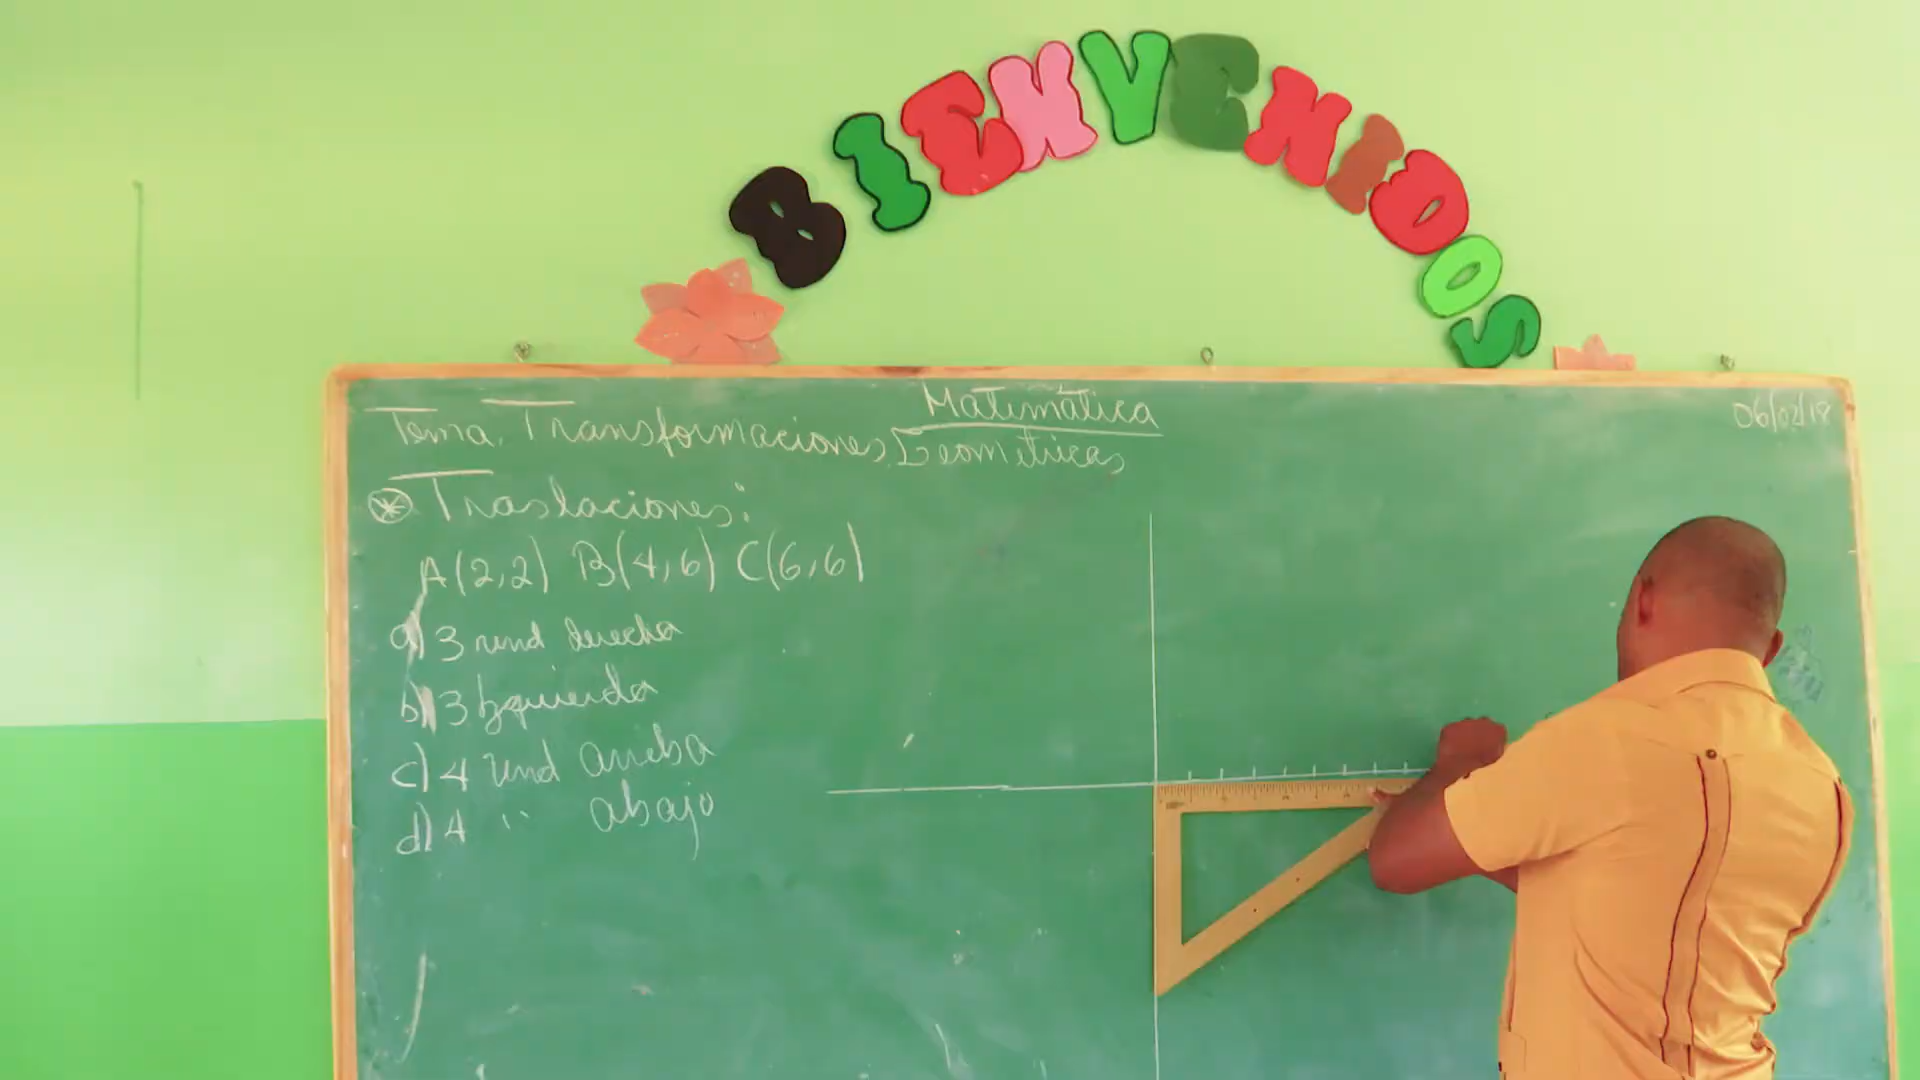 BIENVENIDOS
Matemática
06/02/18
Tema. Transformaciones Geométricas
Traslaciones:
A(2,2) B(4,6) C(6,6)
a) 3 und derecha
b) 3 Izquierda
c) 4 und arriba
d) 4 " abajo